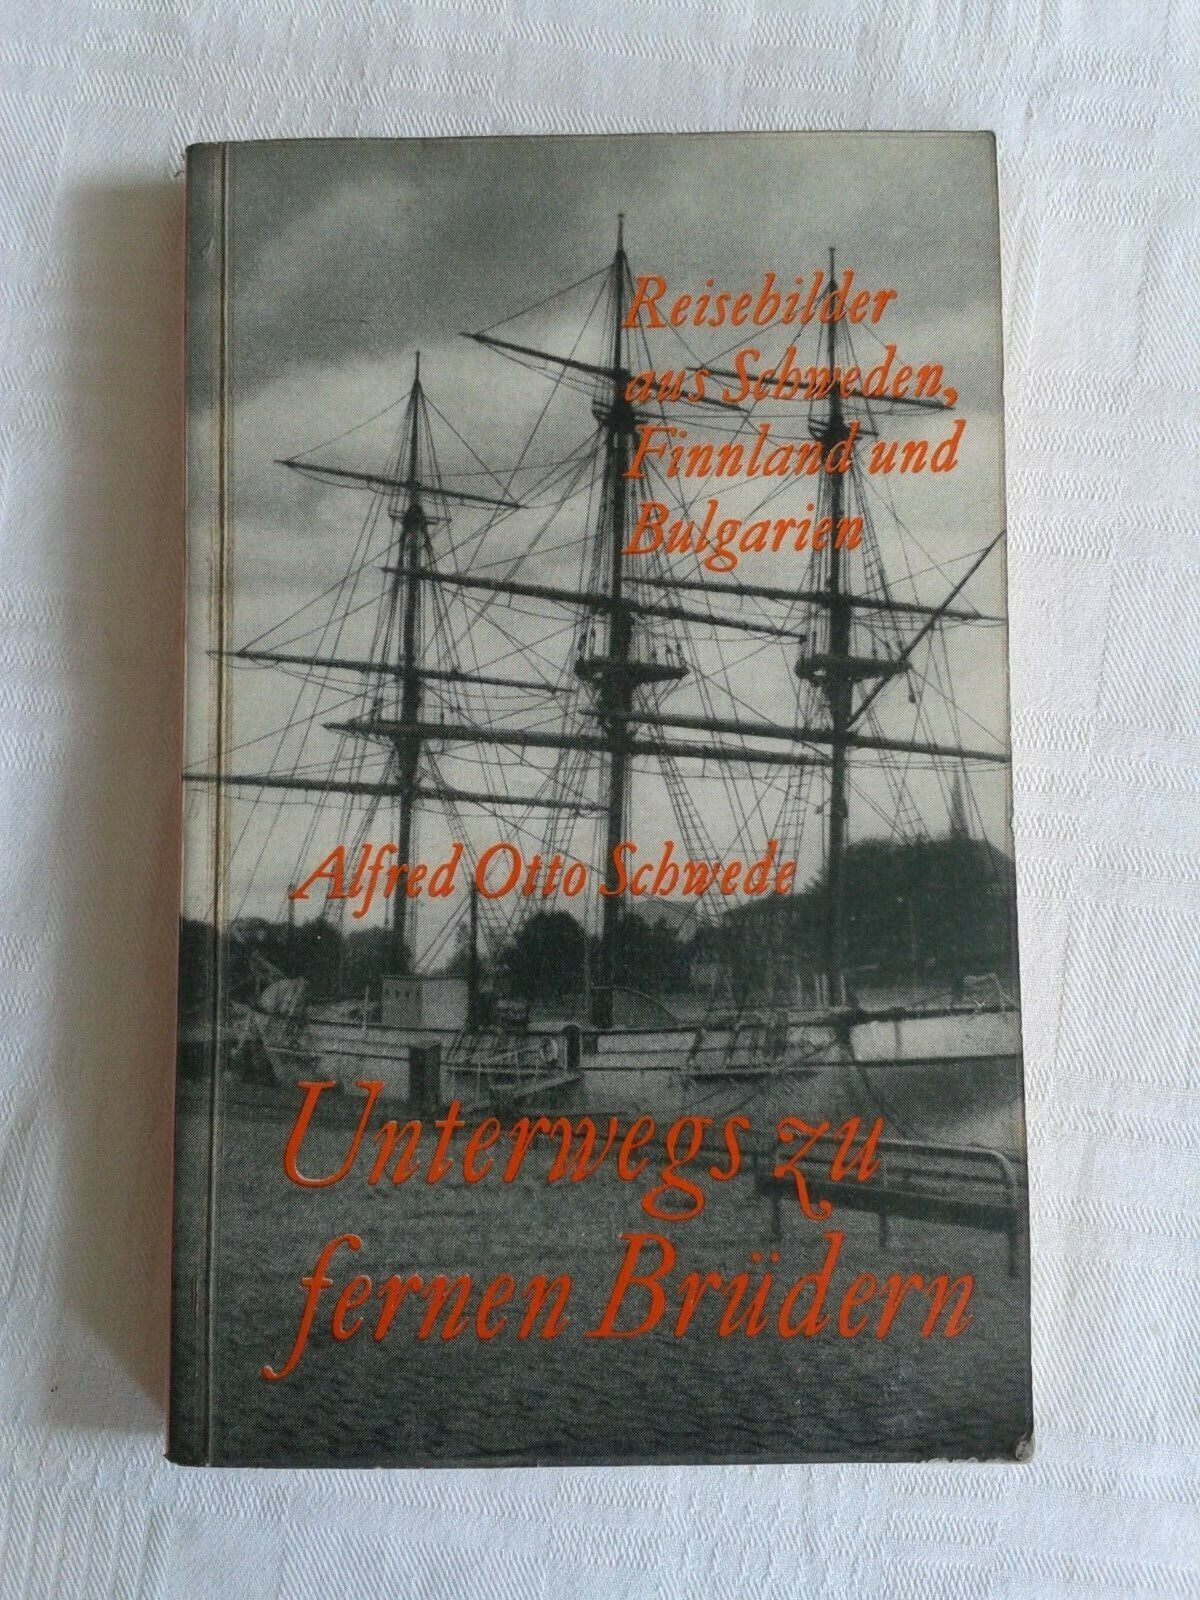 Reisebilder
aus Schweden,
Finnland und
Bulgarien
Alfred Otto Schwede
Unterwegs zu
fernen Brüdern